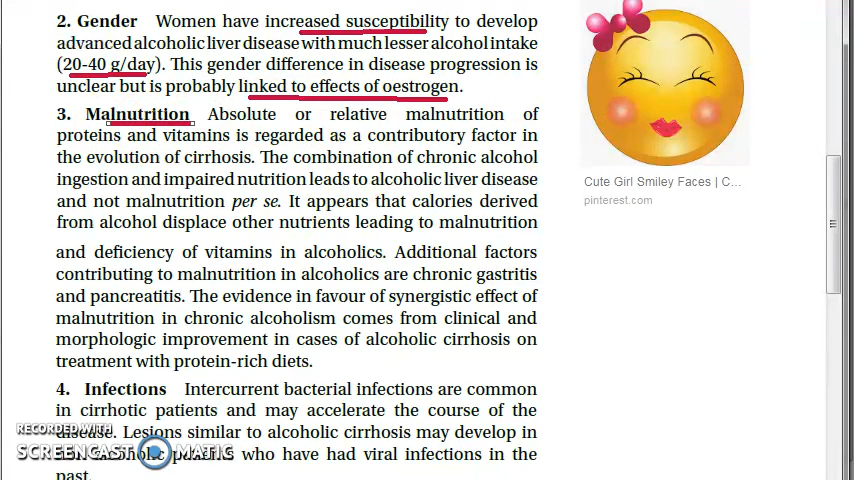 2. Gender Women have increased susceptibility to develop
advanced alcoholic liver disease with much lesser alcohol intake
(20-40 g/day). This gender difference in disease progression is
unclear but is probably linked to effects of oestrogen.
3. Malnutrition Absolute or relative malnutrition of
proteins and vitamins is regarded as a contributory factor in
the evolution of cirrhosis. The combination of chronic alcohol
ingestion and impaired nutrition leads to alcoholic liver disease
and not malnutrition per se. It appears that calories derived
from alcohol displace other nutrients leading to malnutrition
and deficiency of vitamins in alcoholics. Additional factors
contributing to malnutrition in alcoholics are chronic gastritis
and pancreatitis. The evidence in favour of synergistic effect of
malnutrition in chronic alcoholism comes from clinical and
morphologic improvement in cases of alcoholic cirrhosis on
treatment with protein-rich diets.
4. Infections Intercurrent bacterial infections are common
in cirrhotic patients and may accelerate the course of the
disease. Lesions similar to alcoholic cirrhosis may develop in
who have had viral infections in the
past.
Cute Girl Smiley Faces | C...
pinterest.com
RECORDED WITH
SCREENCAST MATIC